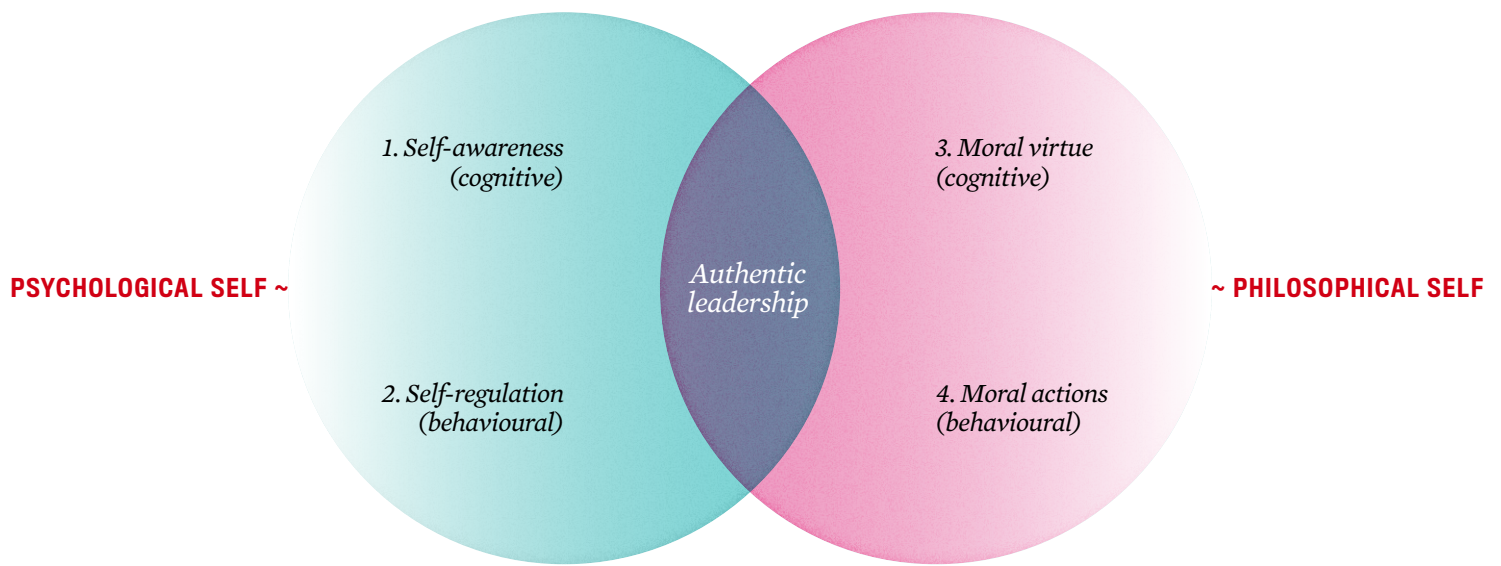 1. Self-awareness
(cognitive)
3. Moral virtue
(cognitive)
PSYCHOLOGICAL SELF ~
Authentic
leadership
~ PHILOSOPHICAL SELF
2. Self-regulation
(behavioural)
4. Moral actions
(behavioural)